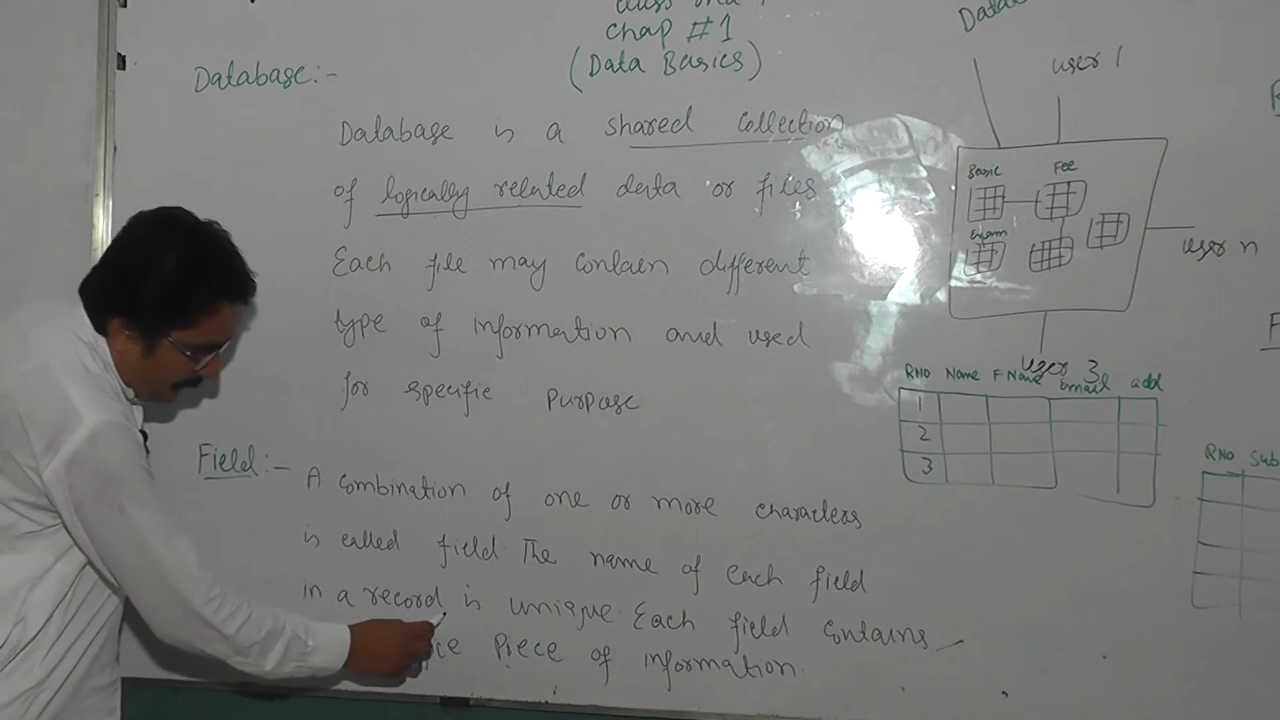 Chap #1
(Data Basics)
Database:-
Database is a shared collection
of logically related data or files
Each file may contain different
type of information and used
for specific purpose
Field:- A combination of one or more characters
is called field. The name of each field
in a record is unique. Each field contains
piece of information.
user 1
Basic Fee
Exam
user n
user 3
RNO Name F Name Email add
1
2
3
RNO Sub